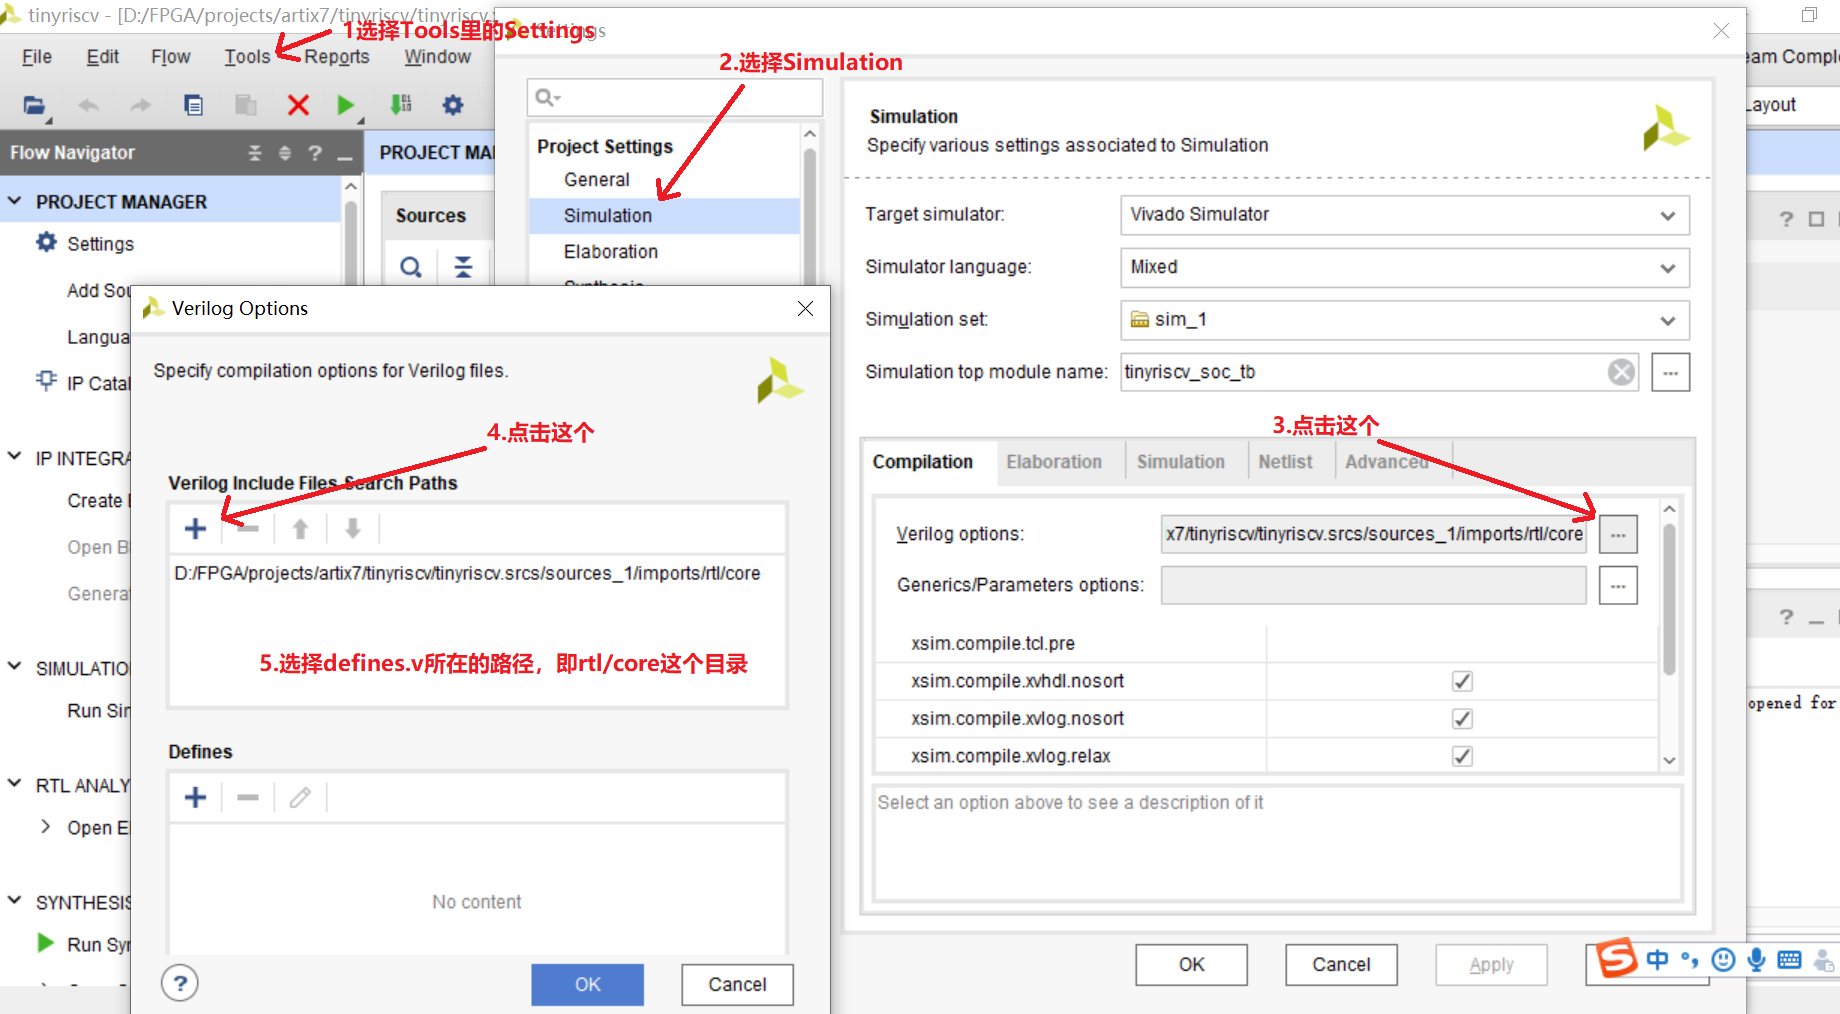 tinyriscv - [D:/FPGA/projects/artix7/tinyriscv/tinyriscv.
1选择Tools里的Settings
File Edit Flow Tools Reports Window
2.选择Simulation
eam Comple
Layout
Flow Navigator ? _
PROJECT MA
PROJECT MANAGER
Settings
Add Sou
Langua
IP Catal
IP INTEGRA
Create B
Open B
Genera
SIMULATIO
Run Sim
RTL ANALY
Open E
SYNTHESIS
Run Syn
Sources
Project Settings
General
Simulation
Elaboration
Synthesis
Simulation
Specify various settings associated to Simulation
Target simulator: Vivado Simulator
Simulator language: Mixed
Simulation set: sim_1
Simulation top module name: tinyriscv_soc_tb ...
3.点击这个
Compilation Elaboration Simulation Netlist Advanced
Verilog options: x7/tinyriscv/tinyriscv.srcs/sources_1/imports/rtl/core ...
Generics/Parameters options: ...
xsim.compile.tcl.pre
xsim.compile.xvhdl.nosort
xsim.compile.xvlog.nosort
xsim.compile.xvlog.relax
Select an option above to see a description of it
OK Cancel Apply
opened for
Verilog Options
Specify compilation options for Verilog files.
4.点击这个
Verilog Include Files Search Paths
D:/FPGA/projects/artix7/tinyriscv/tinyriscv.srcs/sources_1/imports/rtl/core
5.选择defines.v所在的路径，即rtl/core这个目录
Defines
No content
? OK Cancel
S 中